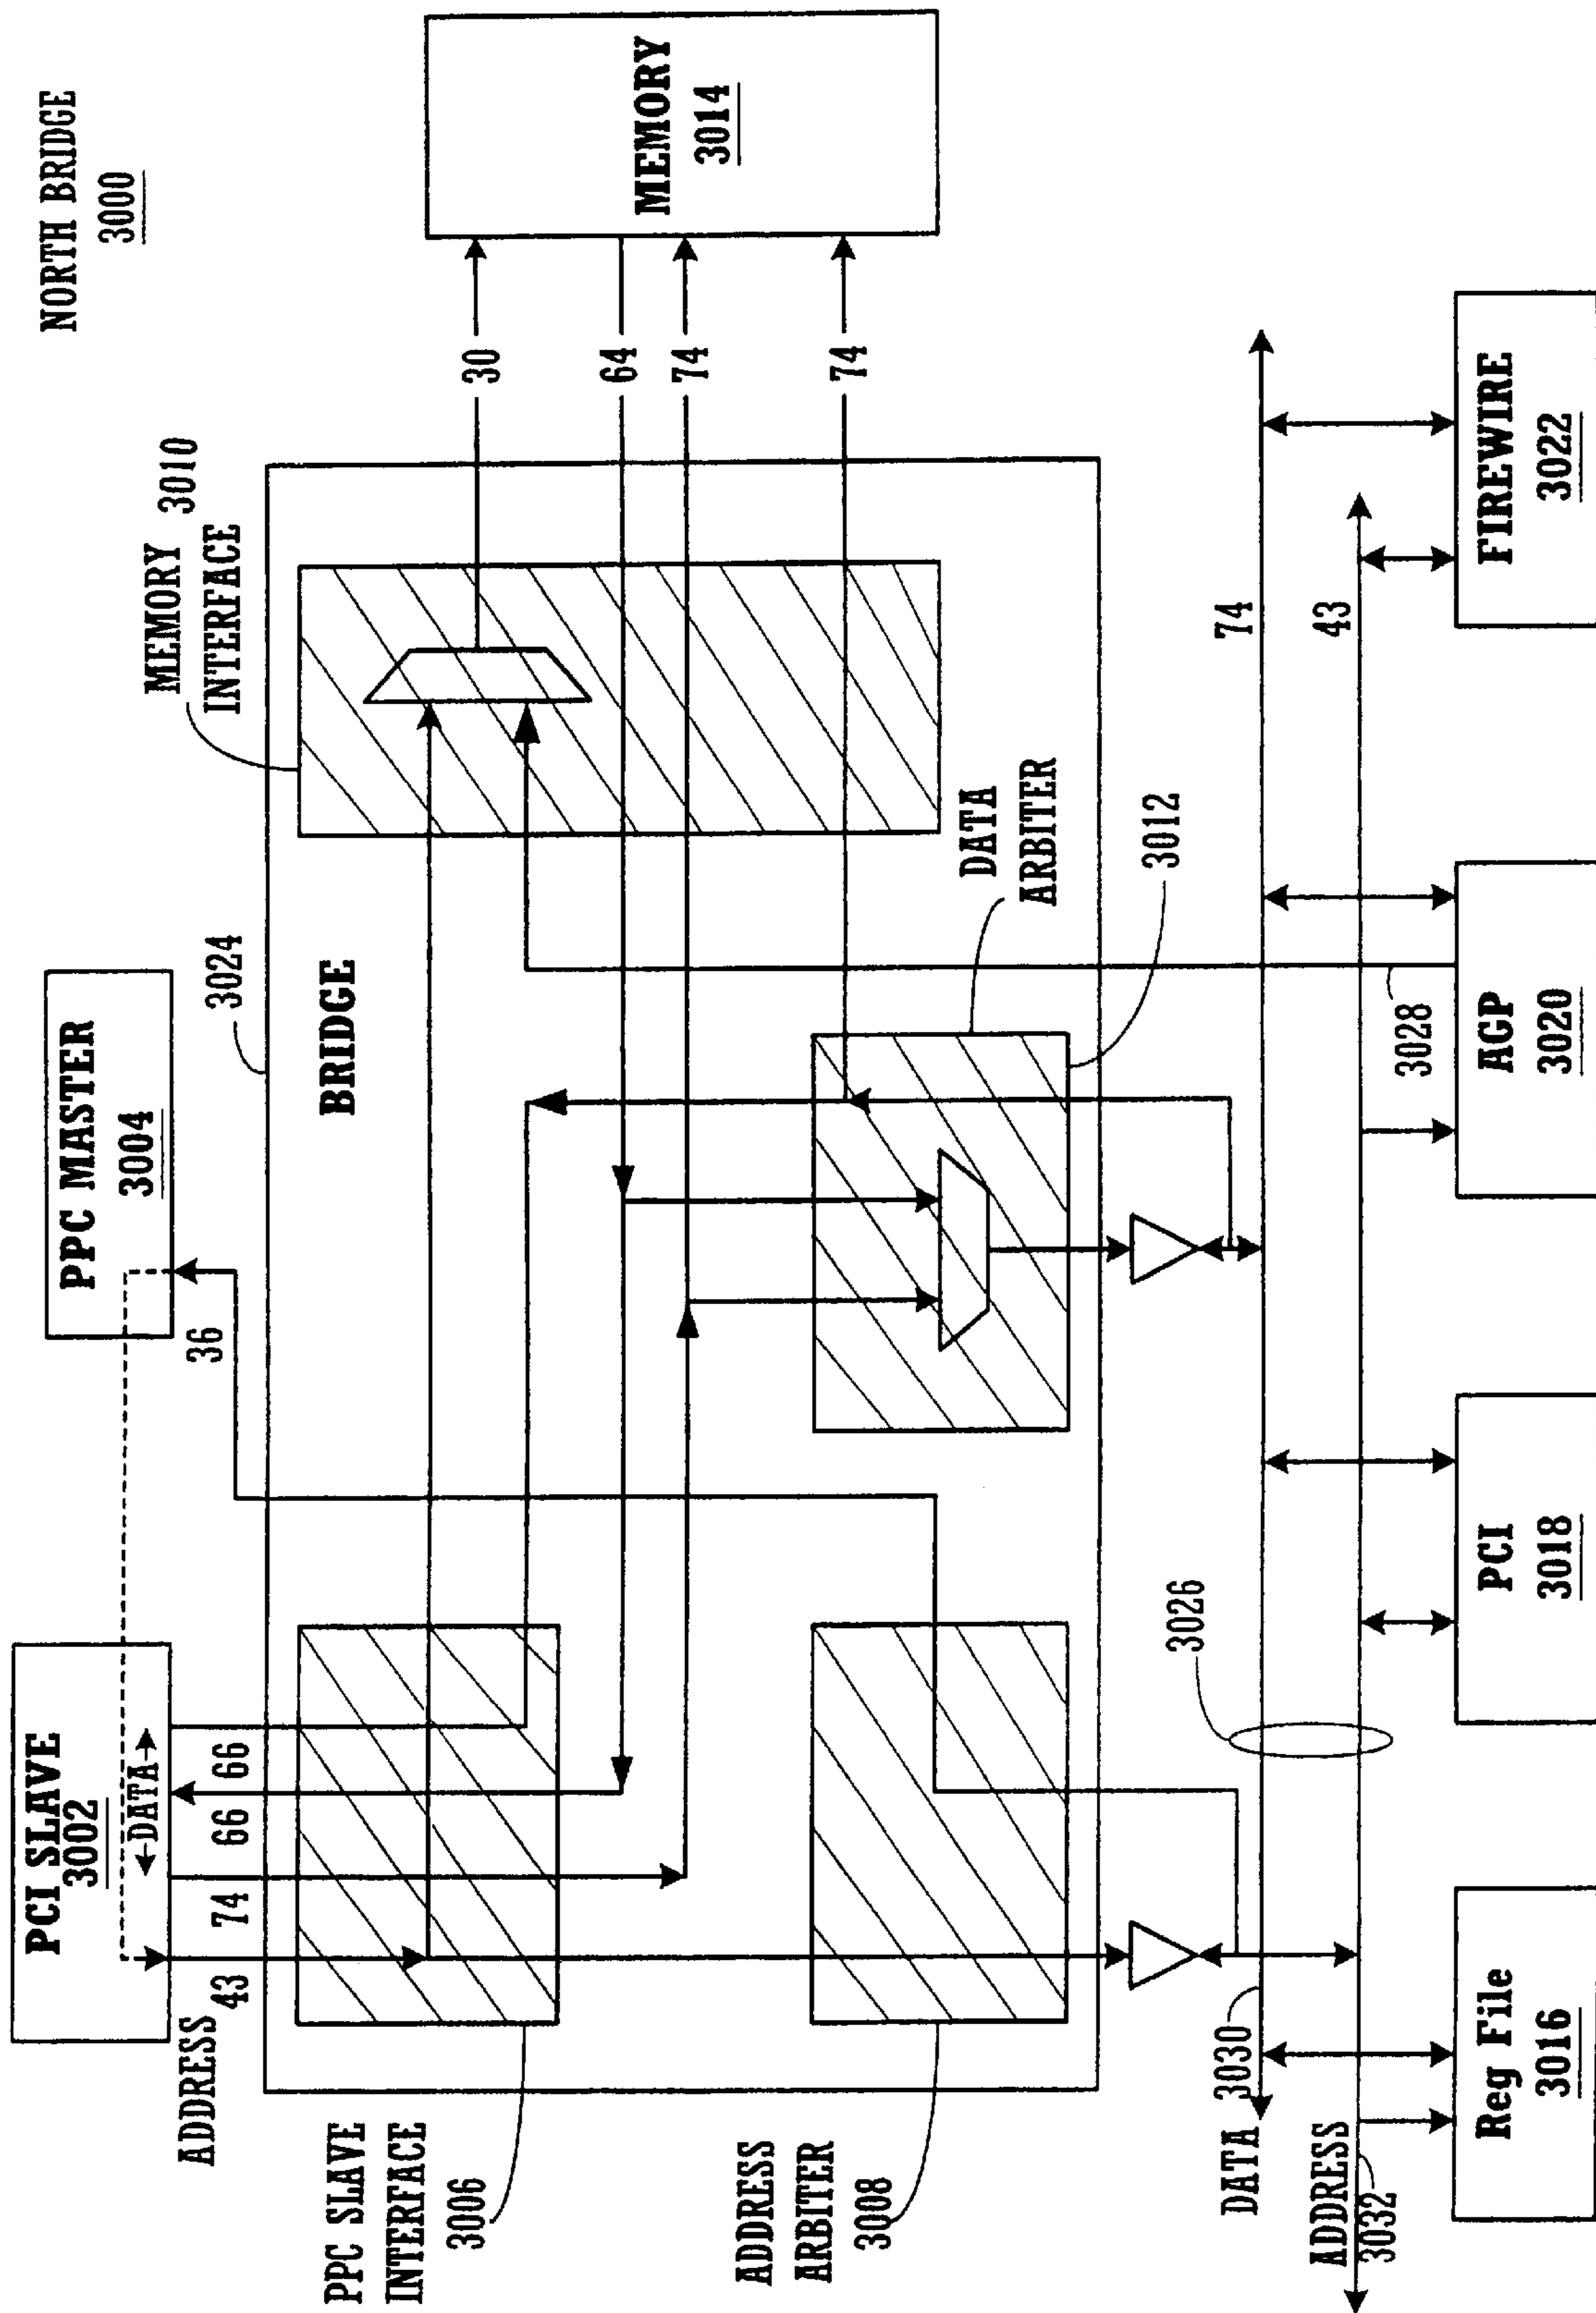 NORTH BRIDGE
3000
PCI SLAVE
3002
←DATA→
PPC MASTER
3004
ADDRESS
43
74
66
66
36
3024
BRIDGE
MEMORY
INTERFACE
3010
PPC SLAVE
INTERFACE
3006
ADDRESS
ARBITER
3008
DATA
ARBITER
3012
30
64
74
74
MEMORY
3014
DATA
3030
3026
74
ADDRESS
3032
43
3028
Reg File
3016
PCI
3018
AGP
3020
FIREWIRE
3022